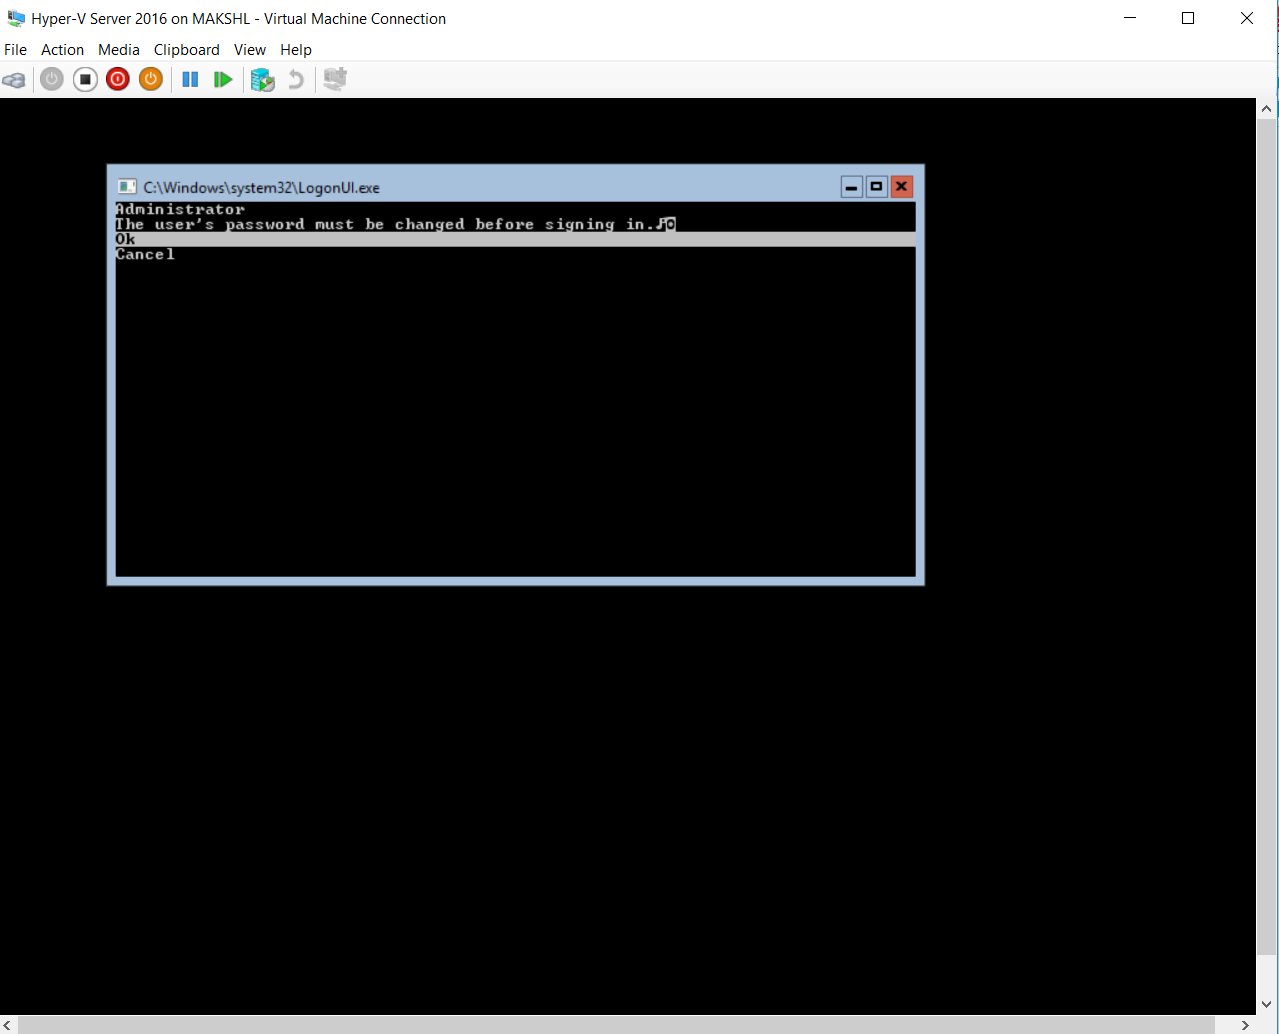 Hyper-V Server 2016 on MAKSHL - Virtual Machine Connection
File Action Media Clipboard View Help
C:\Windows\system32\LogonUI.exe
Administrator
The user's password must be changed before signing in.♪◙
Ok
Cancel